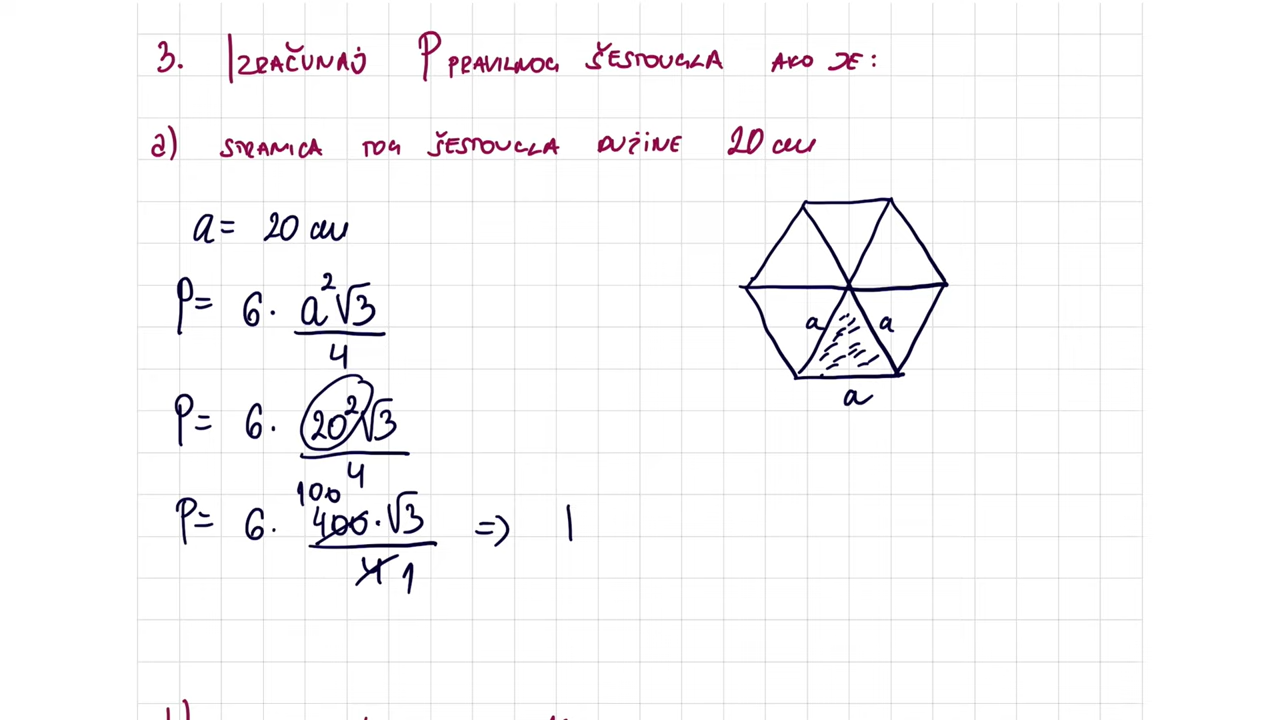 3. IZRAČUNAJ P PRAVILNOG ŠESTOUGLA AKO JE:
a) STRANICA TOG ŠESTOUGLA DUŽINE 20 cm
a = 20 cm
P = 6 · a²√3 / 4
P = 6 · 20²√3 / 4
100
P = 6 · 400 · √3 / 4 1 => |
a a
a